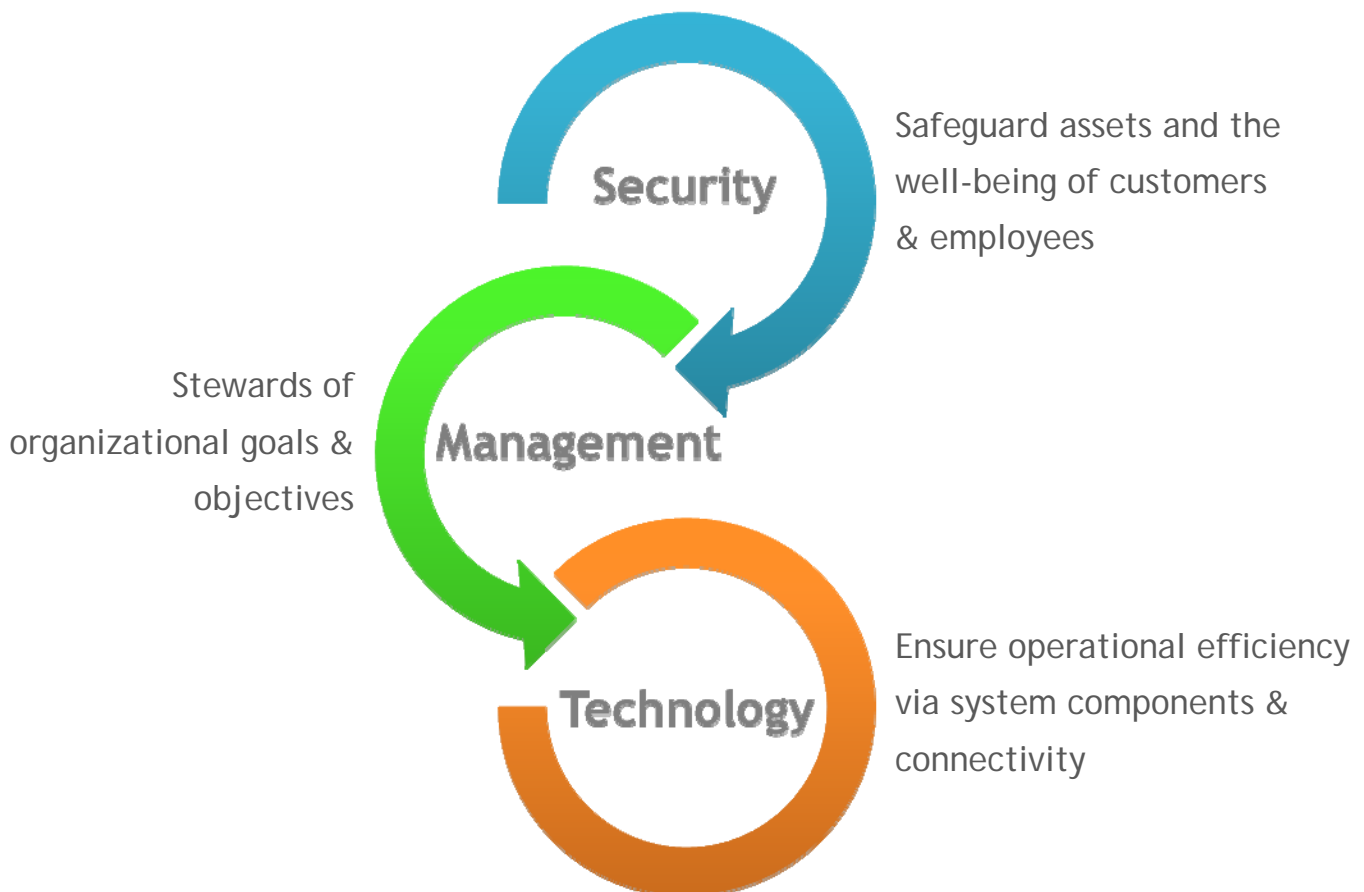 Security
Safeguard assets and the
well-being of customers
& employees
Stewards of
organizational goals &
objectives
Management
Technology
Ensure operational efficiency
via system components &
connectivity